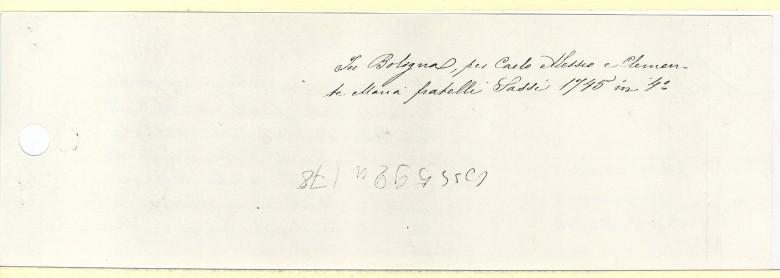 In Bologna, per Carlo Alessio e Clemen-
te Maria fratelli Sassi 1745 in 4°